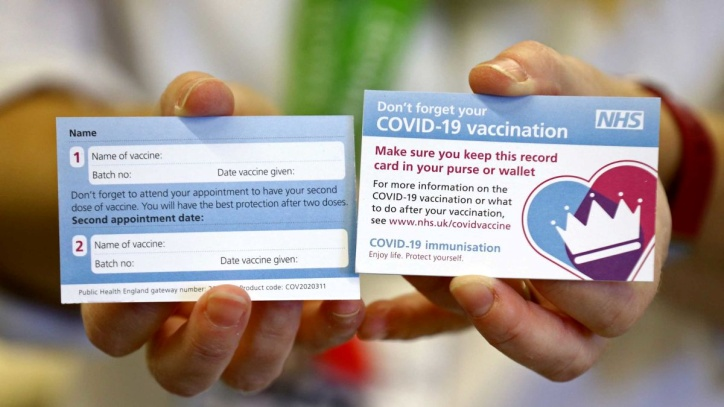 Name
1
Name of vaccine:
Batch no: Date vaccine given:
Don't forget to attend your appointment to have your second
dose of vaccine. You will have the best protection after two doses.
Second appointment date:
2
Name of vaccine:
Batch no: Date vaccine given:
Public Health England gateway number: Product code: COV2020311
Don't forget your
COVID-19 vaccination
NHS
Make sure you keep this record
card in your purse or wallet
For more information on the
COVID-19 vaccination or what
to do after your vaccination,
see www.nhs.uk/covidvaccine
COVID-19 immunisation
Enjoy life. Protect yourself.